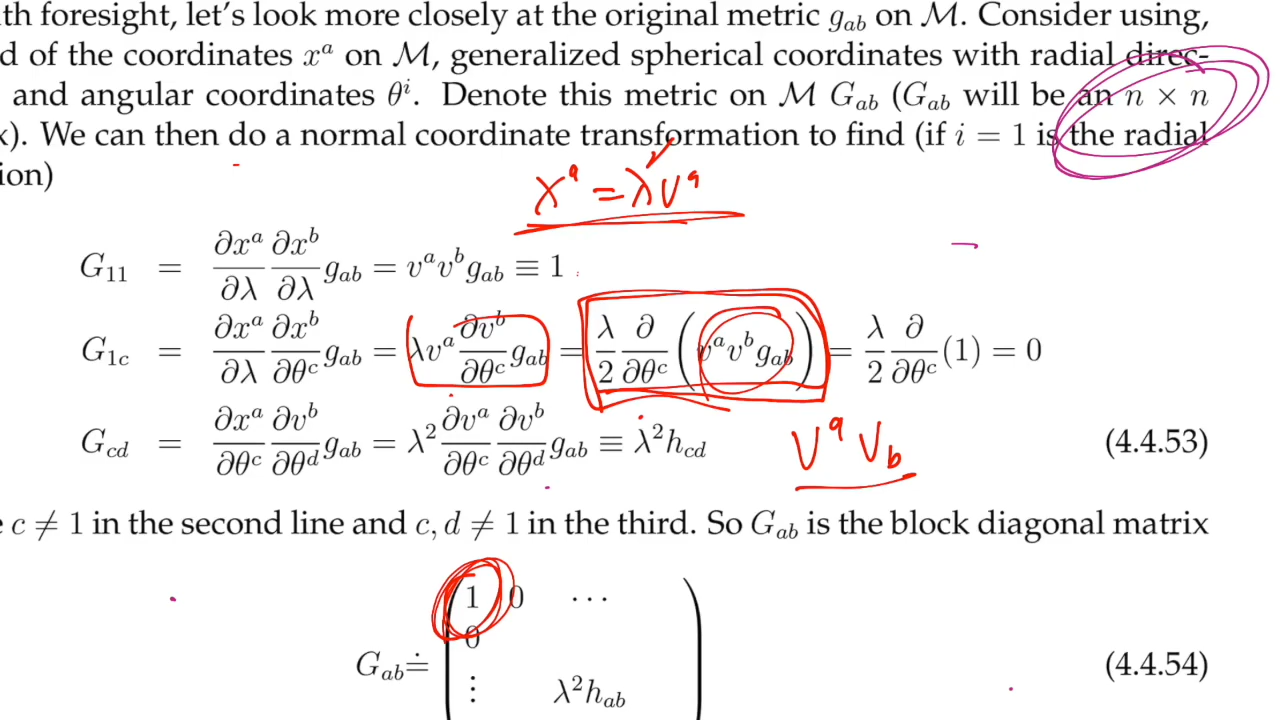 th foresight, let's look more closely at the original metric g_{ab} on ℳ. Consider using,
d of the coordinates x^a on ℳ, generalized spherical coordinates with radial direc-
and angular coordinates θ^i. Denote this metric on ℳ G_{ab} (G_{ab} will be an n × n
x). We can then do a normal coordinate transformation to find (if i = 1 is the radial
ion)
x^a = λv^a
G_{11} = ∂x^a/∂λ ∂x^b/∂λ g_{ab} = v^a v^b g_{ab} ≡ 1
G_{1c} = ∂x^a/∂λ ∂x^b/∂θ^c g_{ab} = λv^a ∂v^b/∂θ^c g_{ab} = λ/2 ∂/∂θ^c (v^a v^b g_{ab}) = λ/2 ∂/∂θ^c (1) = 0
G_{cd} = ∂x^a/∂θ^c ∂v^b/∂θ^d g_{ab} = λ^2 ∂v^a/∂θ^c ∂v^b/∂θ^d g_{ab} ≡ λ^2 h_{cd} (4.4.53)
v^a v_b
e c ≠ 1 in the second line and c, d ≠ 1 in the third. So G_{ab} is the block diagonal matrix
1 0 ⋯
0
G_{ab} ≐ (4.4.54)
⋮ λ^2 h_{ab}